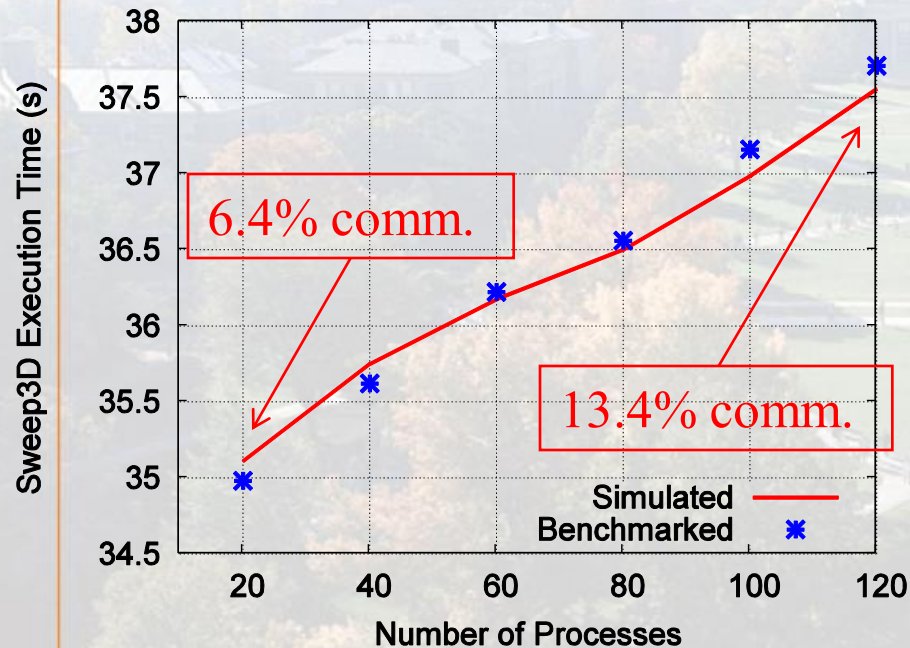 Sweep3D Execution Time (s)
38
37.5
37
36.5
36
35.5
35
34.5
6.4% comm.
13.4% comm.
Simulated
Benchmarked
20 40 60 80 100 120
Number of Processes